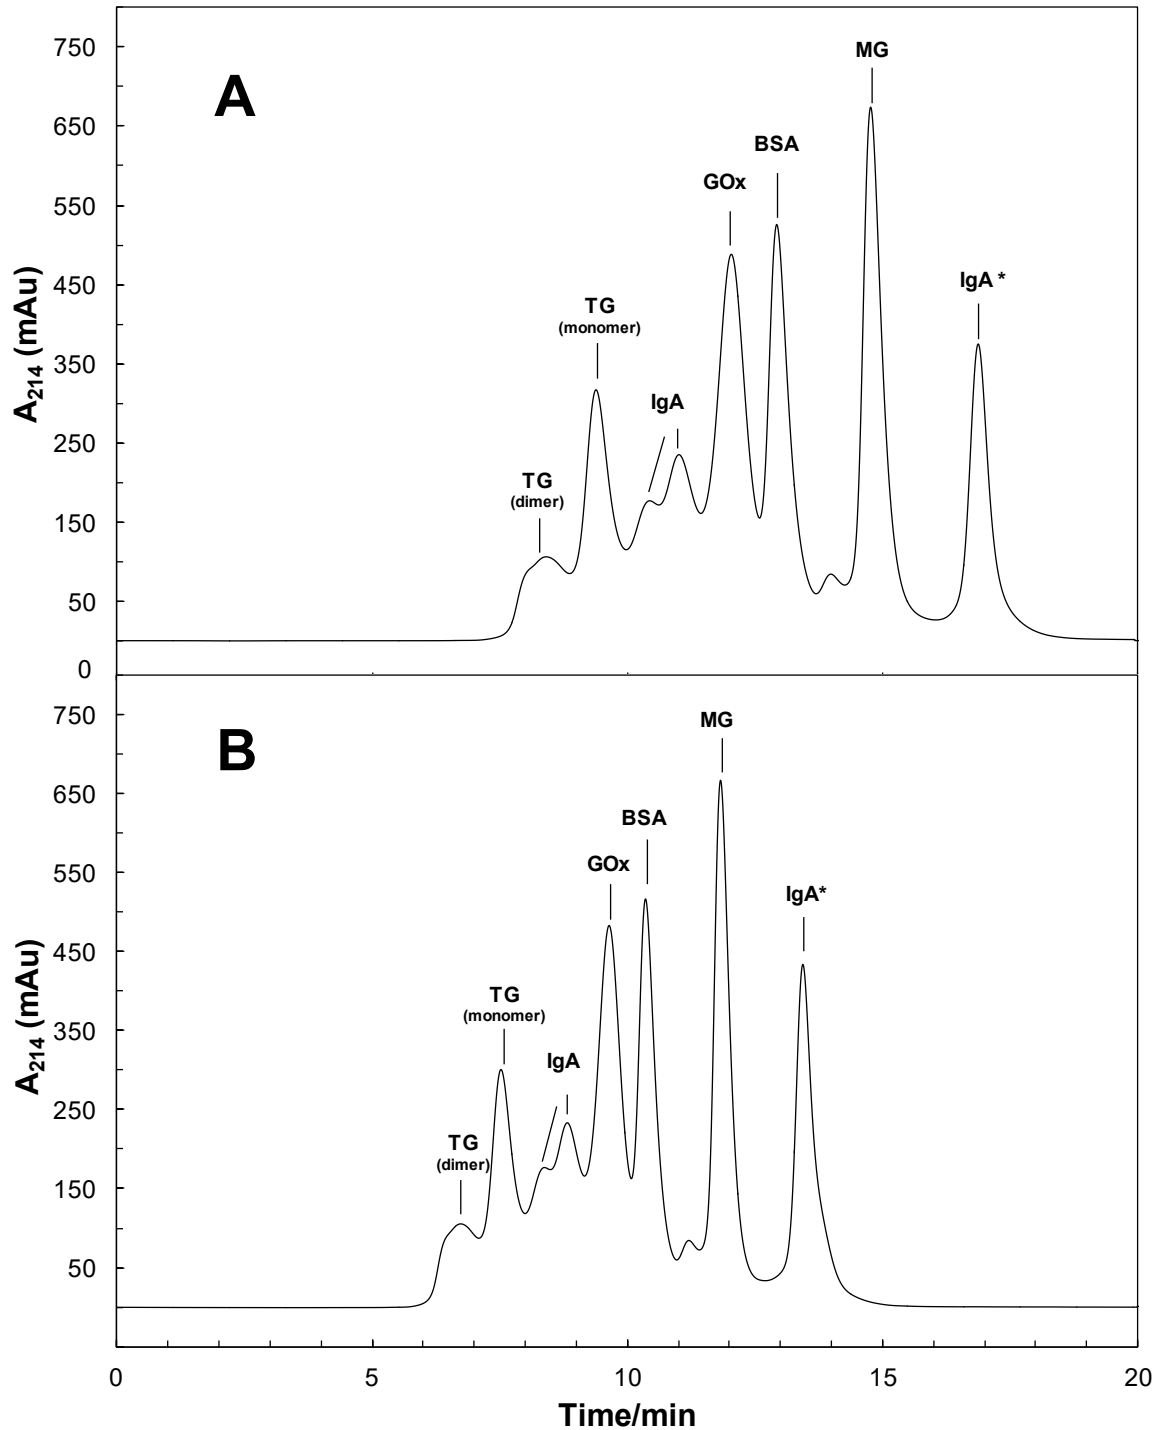 A
750
650
550
450
350
250
150
50
0
A214 (mAu)
TG
(dimer)
TG
(monomer)
IgA
GOx
BSA
MG
IgA *
B
750
650
550
450
350
250
150
50
A214 (mAu)
TG
(dimer)
TG
(monomer)
IgA
GOx
BSA
MG
IgA*
0 5 10 15 20
Time/min